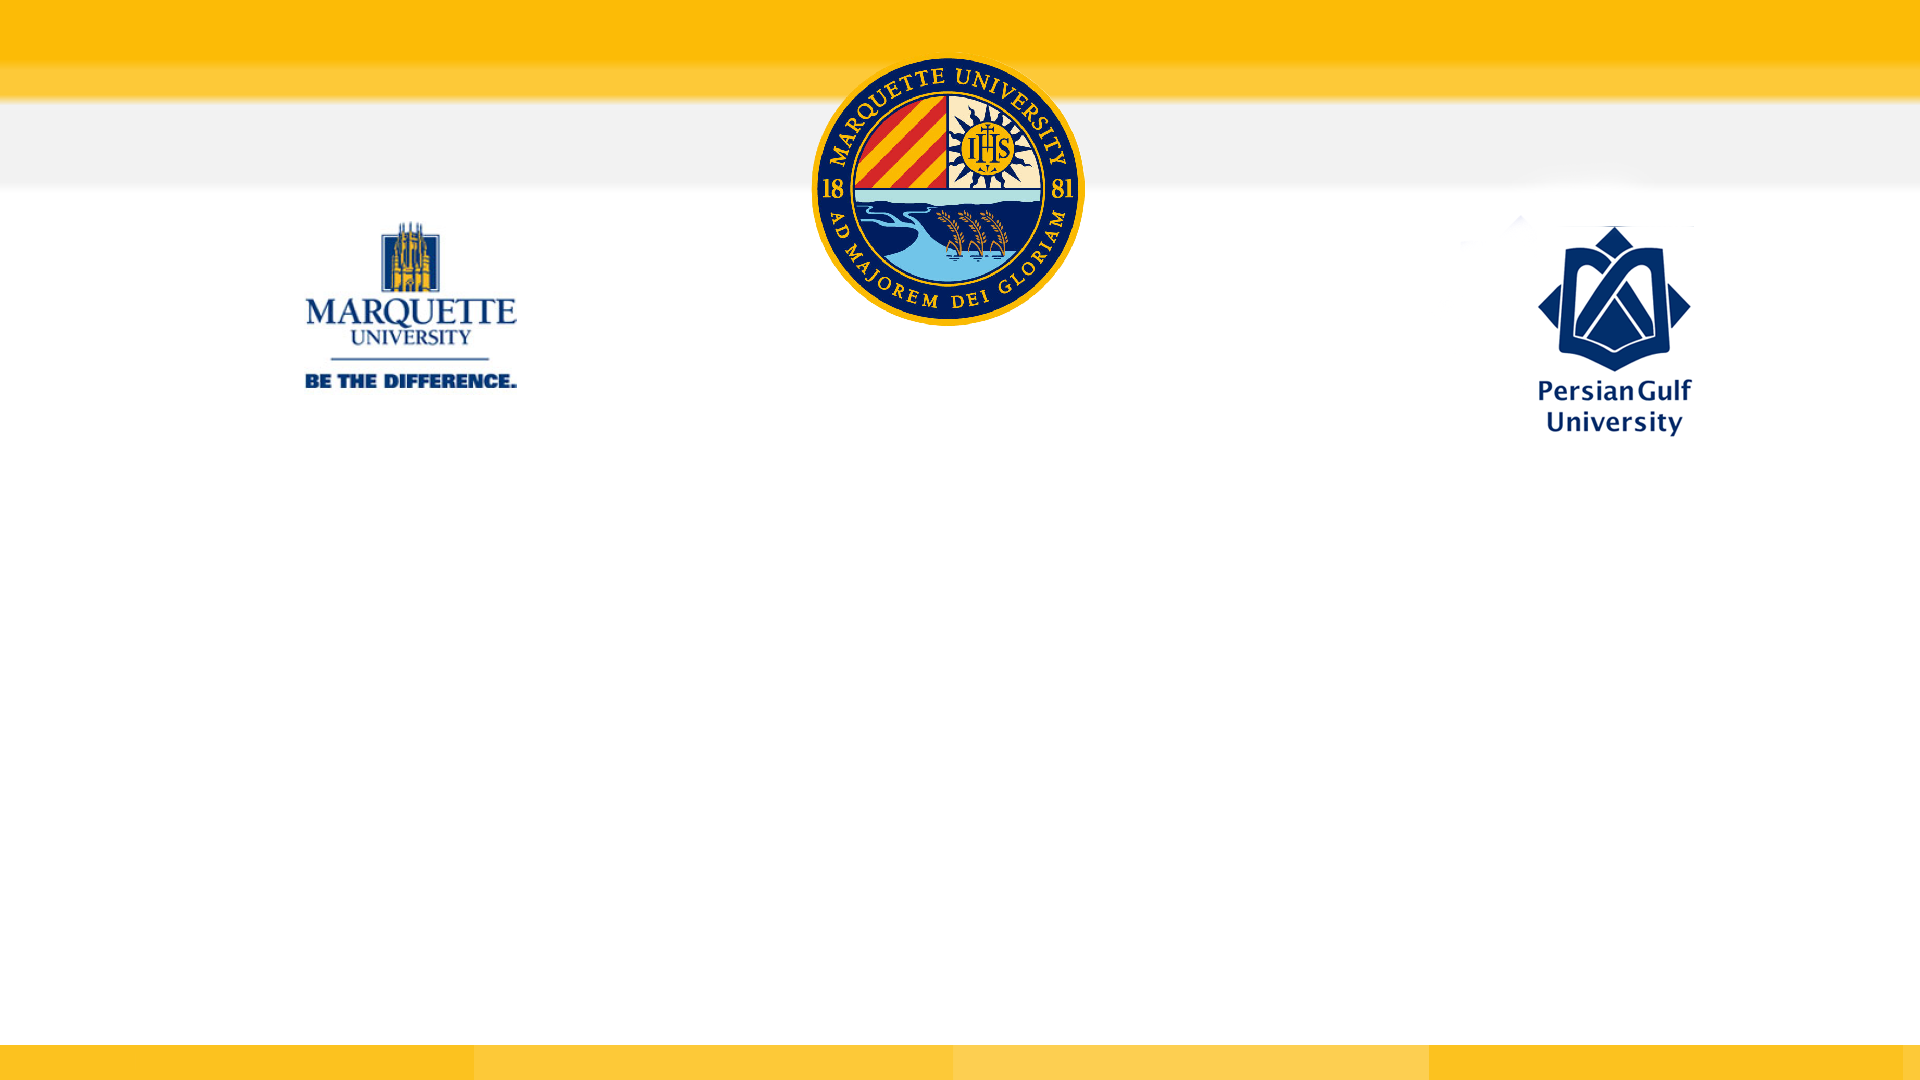 MARQUETTE UNIVERSITY
18 81
IHS
AD MAJOREM DEI GLORIAM
MARQUETTE
UNIVERSITY
BE THE DIFFERENCE.
Persian Gulf
University